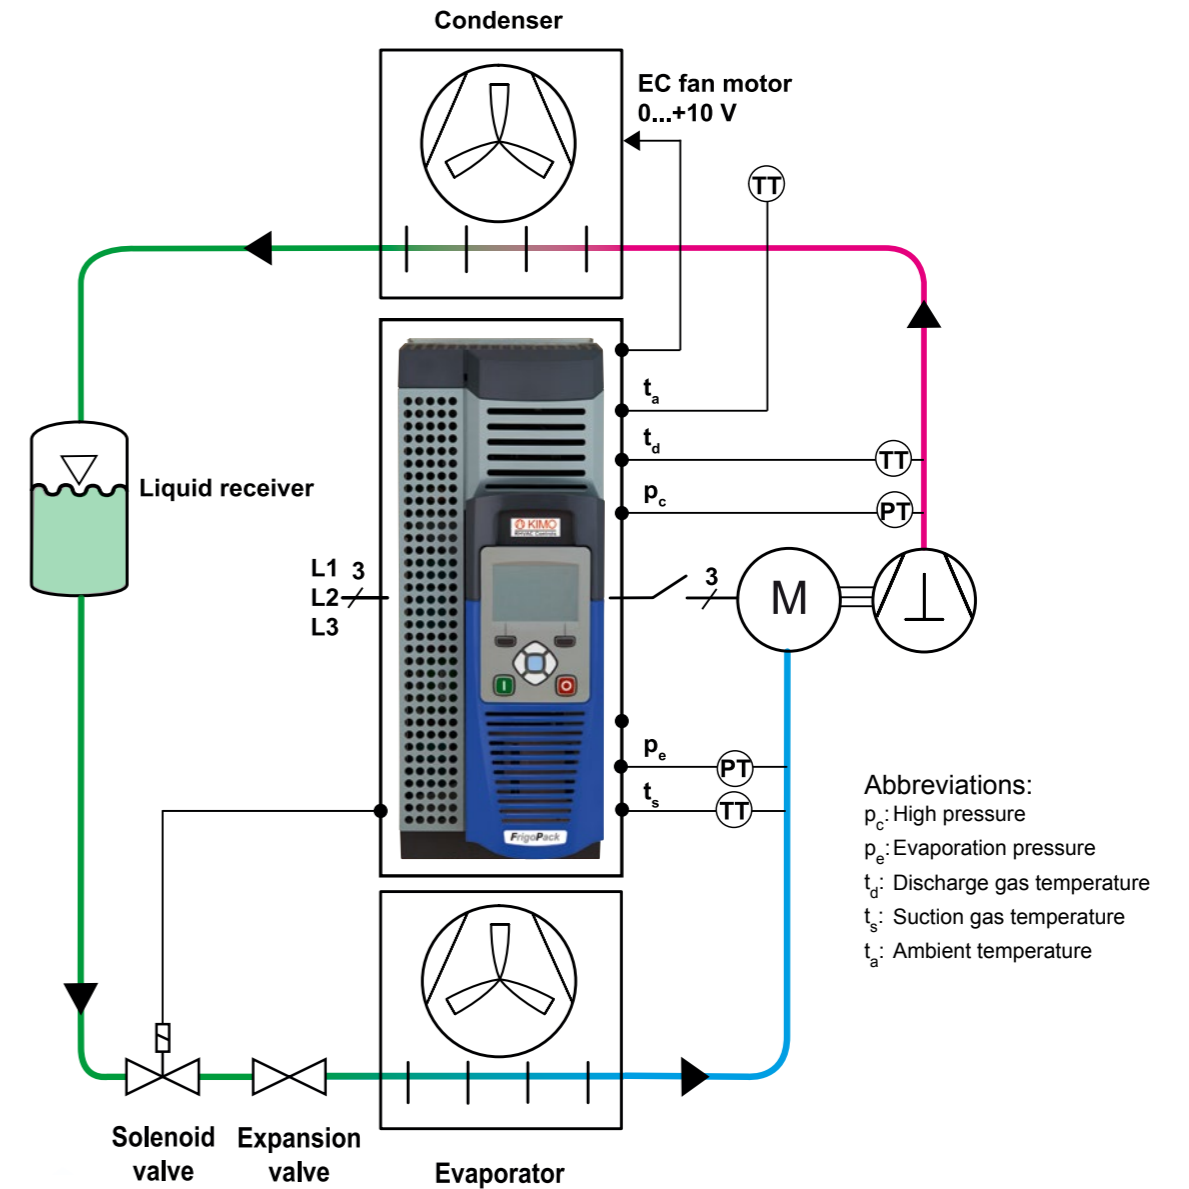 Condenser
EC fan motor
0...+10 V
TT
ta
td
TT
pc
PT
Liquid receiver
KIMO
L1
3
L2
L3
3
M
pe
PT
ts
TT
FrigoPack
Abbreviations:
pc: High pressure
pe: Evaporation pressure
td: Discharge gas temperature
ts: Suction gas temperature
ta: Ambient temperature
Solenoid
valve
Expansion
valve
Evaporator